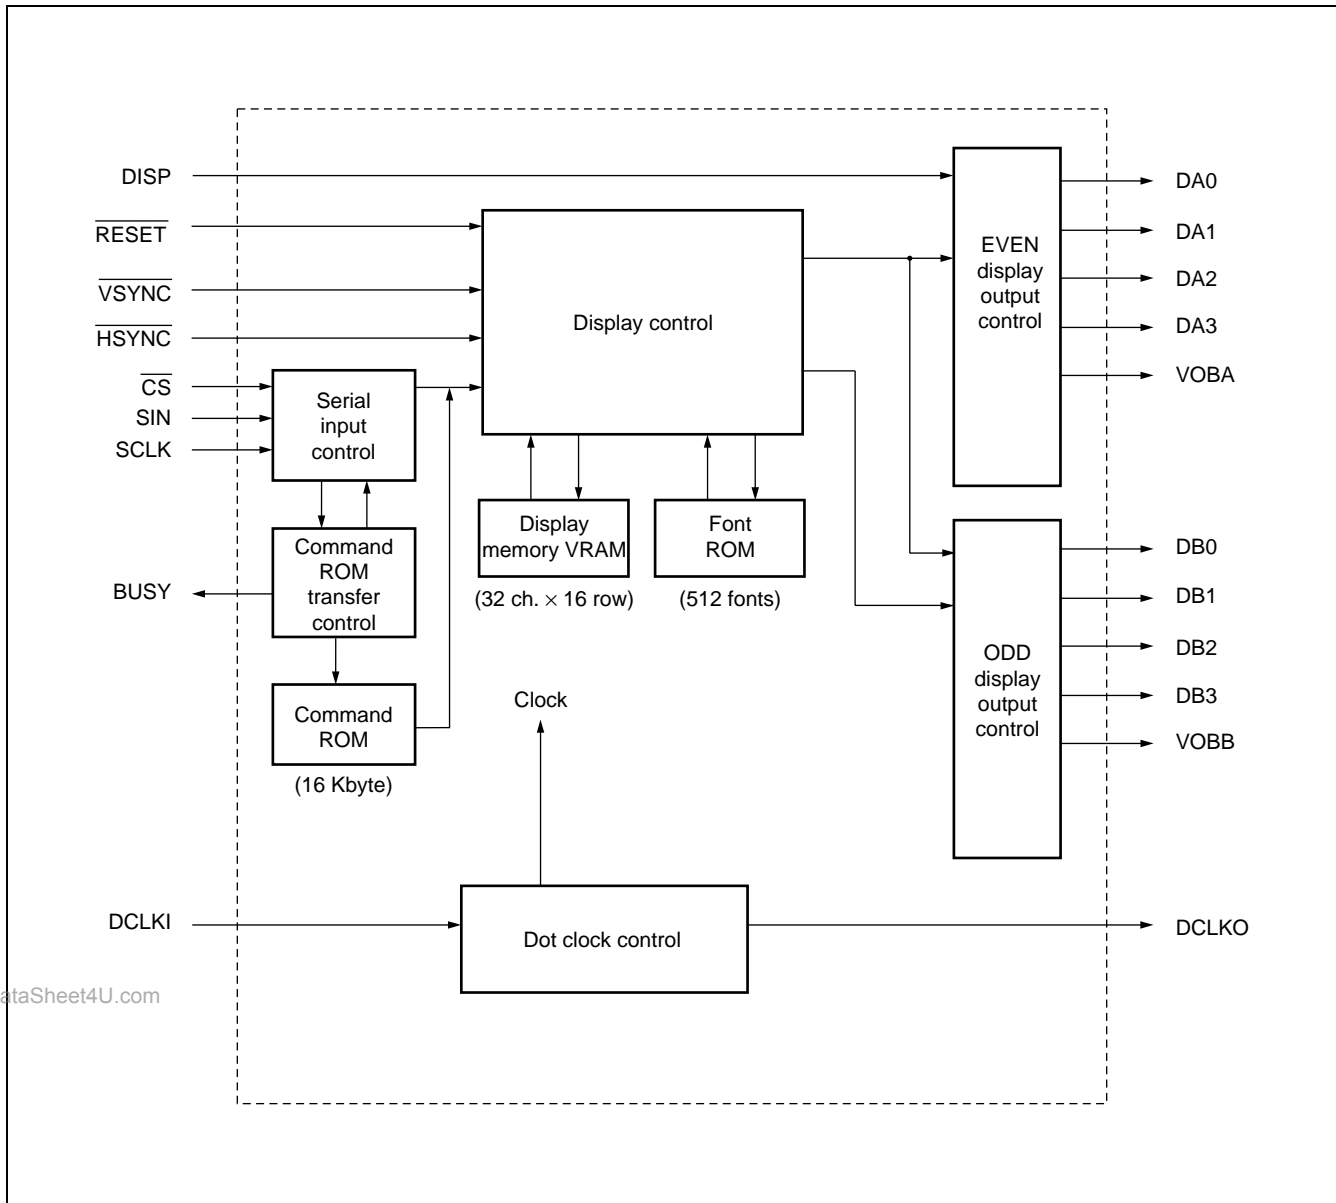 DISP
RESET
VSYNC
HSYNC
CS
SIN
SCLK
BUSY
DCLKI
Serial
input
control
Command
ROM
transfer
control
Command
ROM
(16 Kbyte)
Display control
Display
memory VRAM
(32 ch. × 16 row)
Font
ROM
(512 fonts)
Clock
Dot clock control
EVEN
display
output
control
ODD
display
output
control
DA0
DA1
DA2
DA3
VOBA
DB0
DB1
DB2
DB3
VOBB
DCLKO
ataSheet4U.com